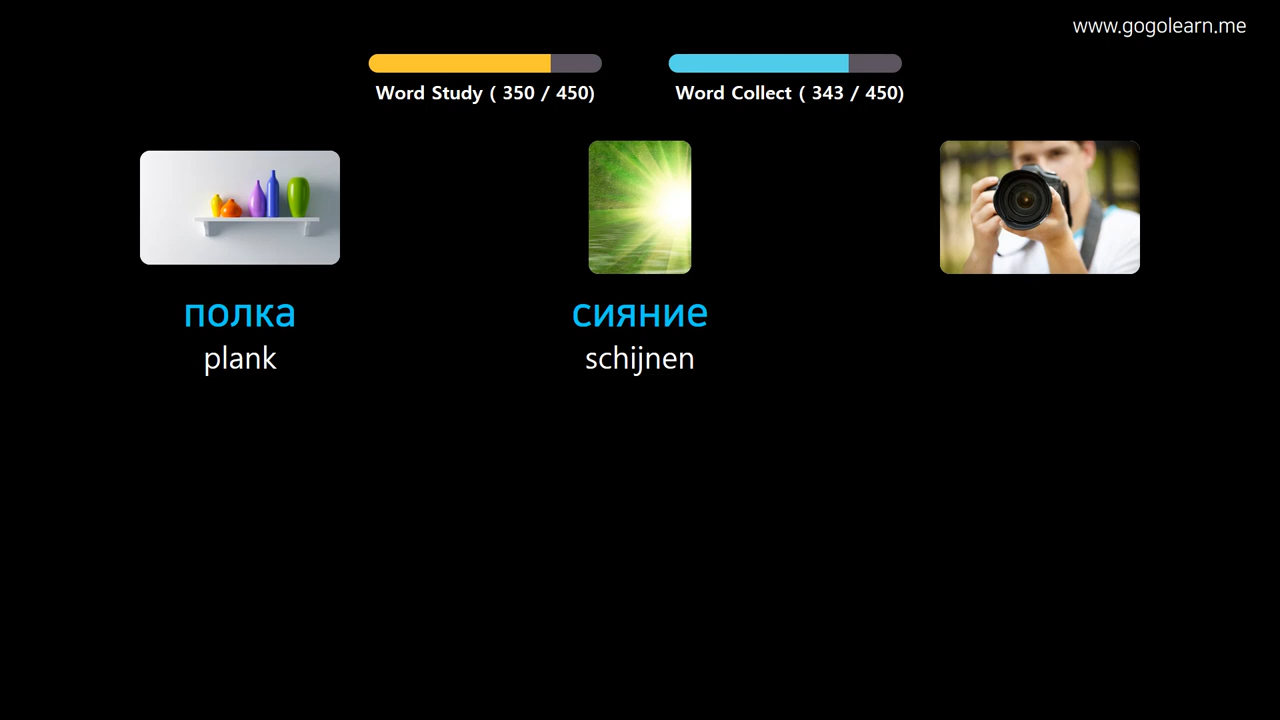 www.gogolearn.me
Word Study ( 350 / 450)
Word Collect ( 343 / 450)
полка
plank
сияние
schijnen